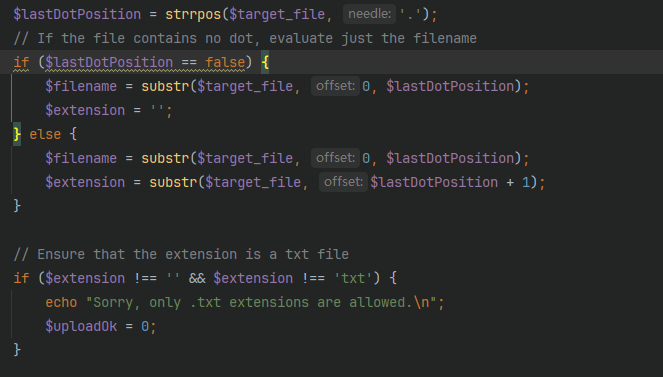 $lastDotPosition = strrpos($target_file, needle: '.');
// If the file contains no dot, evaluate just the filename
if ($lastDotPosition == false) {
    $filename = substr($target_file, offset: 0, $lastDotPosition);
    $extension = '';
} else {
    $filename = substr($target_file, offset: 0, $lastDotPosition);
    $extension = substr($target_file, offset: $lastDotPosition + 1);
}
// Ensure that the extension is a txt file
if ($extension !== '' && $extension !== 'txt') {
    echo "Sorry, only .txt extensions are allowed.\n";
    $uploadOk = 0;
}